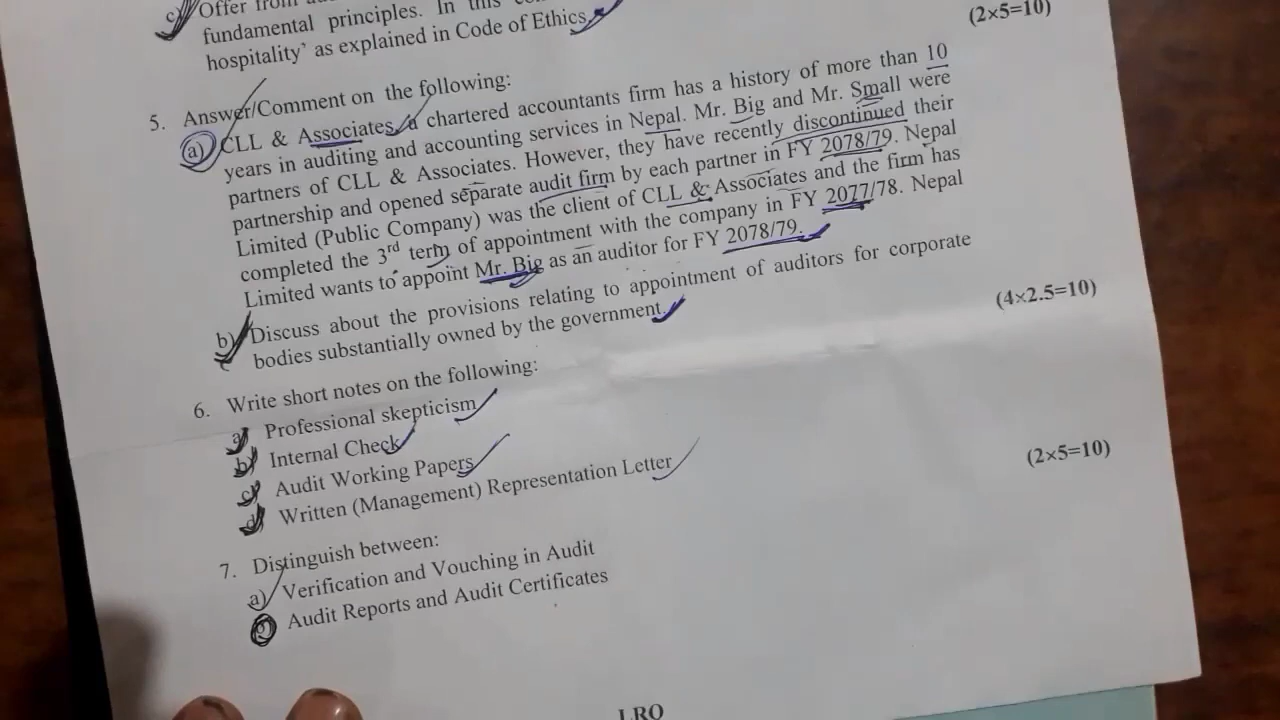 c) Offer from
fundamental principles. In this
hospitality' as explained in Code of Ethics.
(2×5=10)
5. Answer/Comment on the following:
a) CLL & Associates, a chartered accountants firm has a history of more than 10
years in auditing and accounting services in Nepal. Mr. Big and Mr. Small were
partners of CLL & Associates. However, they have recently discontinued their
partnership and opened separate audit firm by each partner in FY 2078/79. Nepal
Limited (Public Company) was the client of CLL & Associates and the firm has
completed the 3rd term of appointment with the company in FY 2077/78. Nepal
Limited wants to appoint Mr. Big as an auditor for FY 2078/79.
b) Discuss about the provisions relating to appointment of auditors for corporate
bodies substantially owned by the government.
(4×2.5=10)
6. Write short notes on the following:
a) Professional skepticism
b) Internal Check
c) Audit Working Papers
d) Written (Management) Representation Letter
(2×5=10)
7. Distinguish between:
a) Verification and Vouching in Audit
Audit Reports and Audit Certificates
LRO